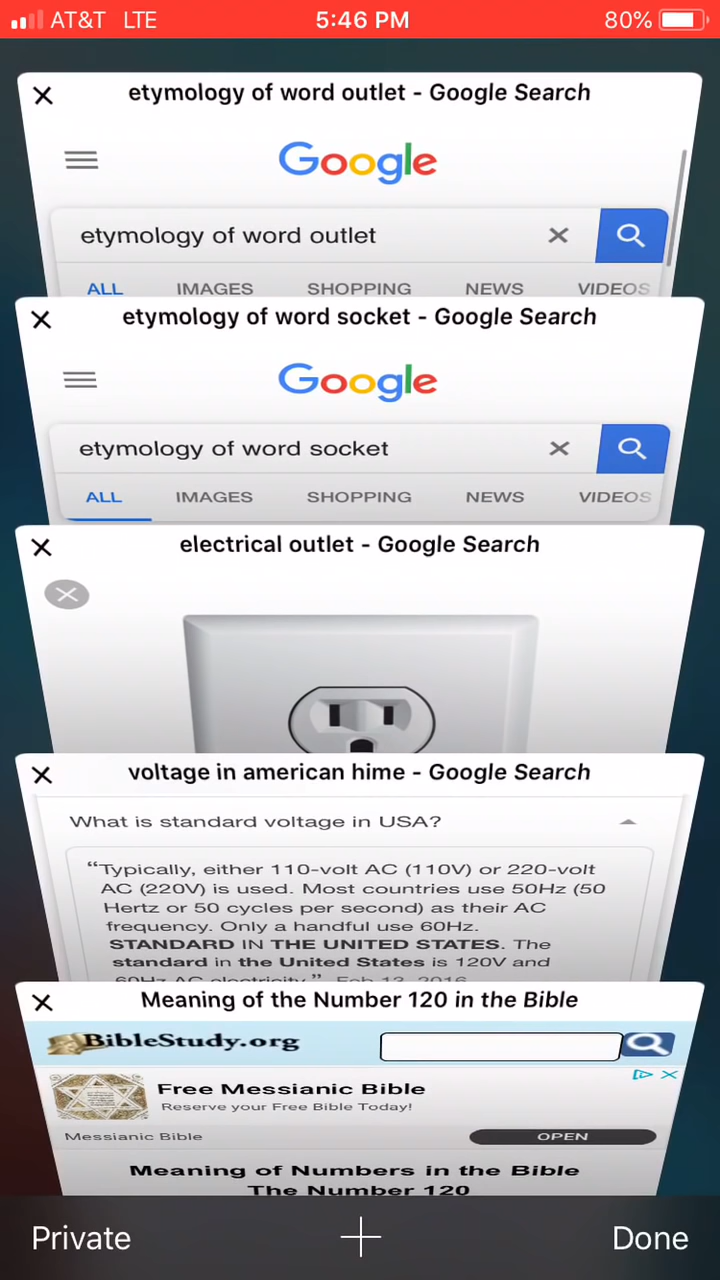 AT&T LTE 5:46 PM 80%
etymology of word outlet - Google Search
Google
etymology of word outlet
ALL IMAGES SHOPPING NEWS VIDEOS
etymology of word socket - Google Search
Google
etymology of word socket
ALL IMAGES SHOPPING NEWS VIDEOS
electrical outlet - Google Search
voltage in american hime - Google Search
What is standard voltage in USA?
“Typically, either 110-volt AC (110V) or 220-volt
AC (220V) is used. Most countries use 50Hz (50
Hertz or 50 cycles per second) as their AC
frequency. Only a handful use 60Hz.
STANDARD IN THE UNITED STATES. The
standard in the United States is 120V and
60Hz AC electricity.” Feb 13, 2016
Meaning of the Number 120 in the Bible
BibleStudy.org
Free Messianic Bible
Reserve your Free Bible Today!
Messianic Bible OPEN
Meaning of Numbers in the Bible
The Number 120
Private Done